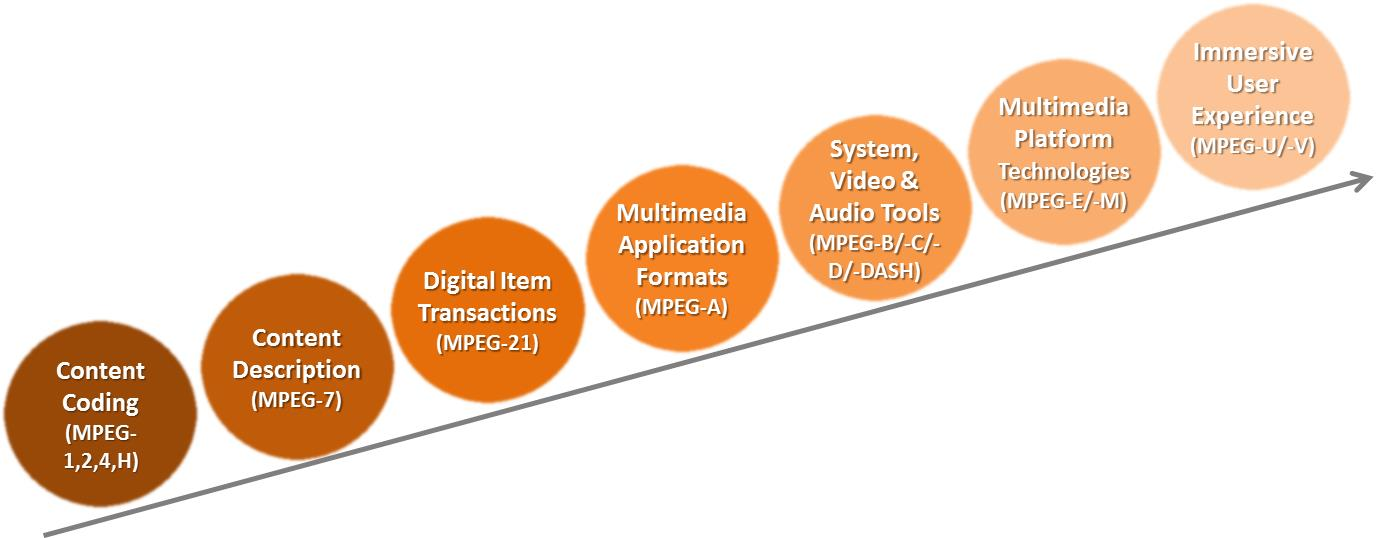 Content
Coding
(MPEG-
1,2,4,H)
Content
Description
(MPEG-7)
Digital Item
Transactions
(MPEG-21)
Multimedia
Application
Formats
(MPEG-A)
System,
Video &
Audio Tools
(MPEG-B/-C/-
D/-DASH)
Multimedia
Platform
Technologies
(MPEG-E/-M)
Immersive
User
Experience
(MPEG-U/-V)